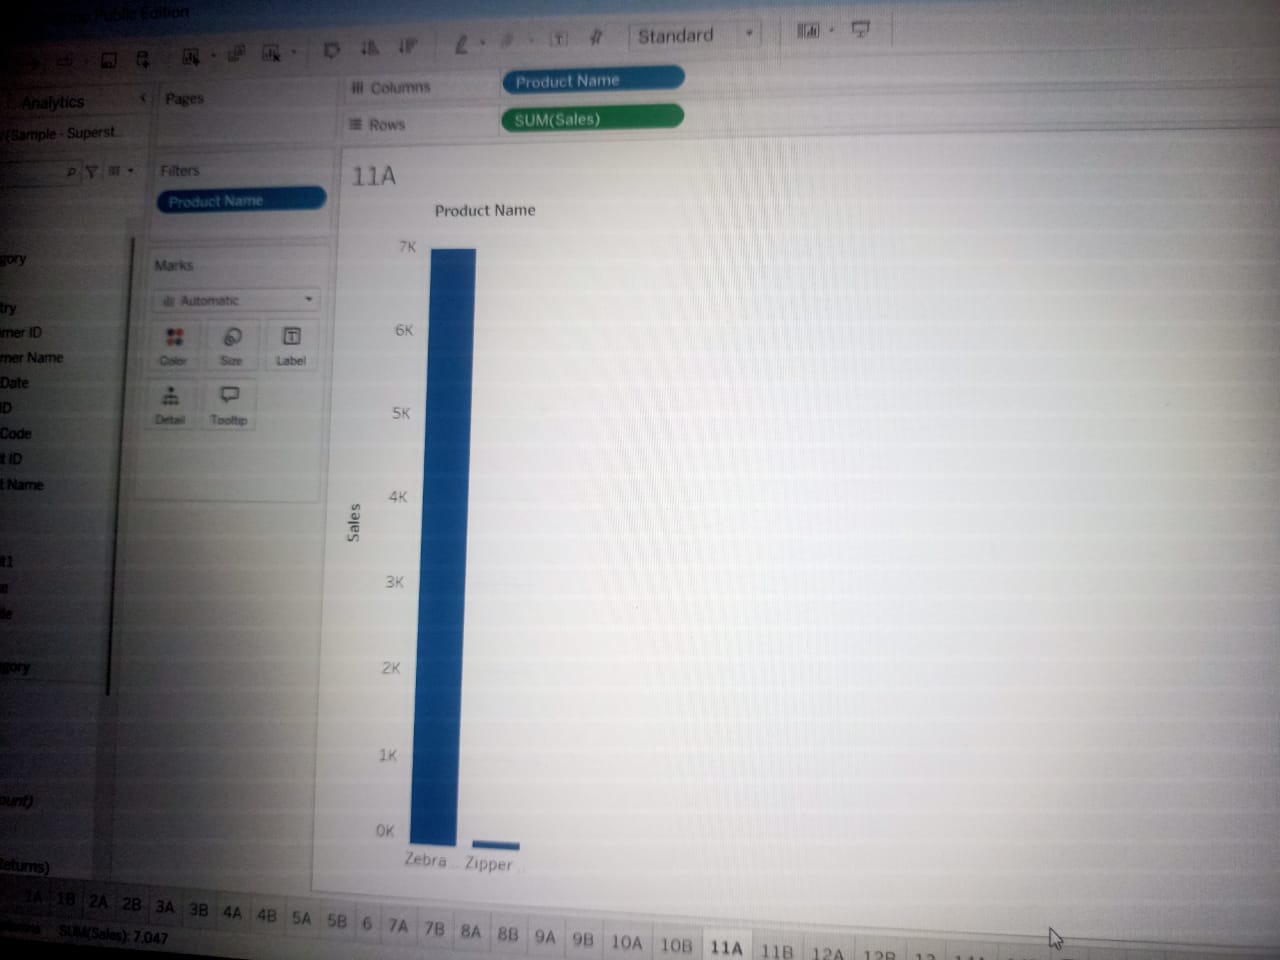 Public Edition
Standard
Analytics
Pages
Columns
Product Name
(Sample - Superst...
Rows
SUM(Sales)
Filters
Product Name
11A
Product Name
gory
Marks
Automatic
try
mer ID
Color
Size
Label
mer Name
Date
ID
Detail
Tooltip
Code
t ID
t Name
t1
gory
ount)
eturns)
7K
6K
5K
4K
3K
2K
1K
0K
Sales
Zebra ..
Zipper ..
1A 1B 2A 2B 3A 3B 4A 4B 5A 5B 6 7A 7B 8A 8B 9A 9B 10A 10B 11A 11B 12A 12B
SUM(Sales): 7,047